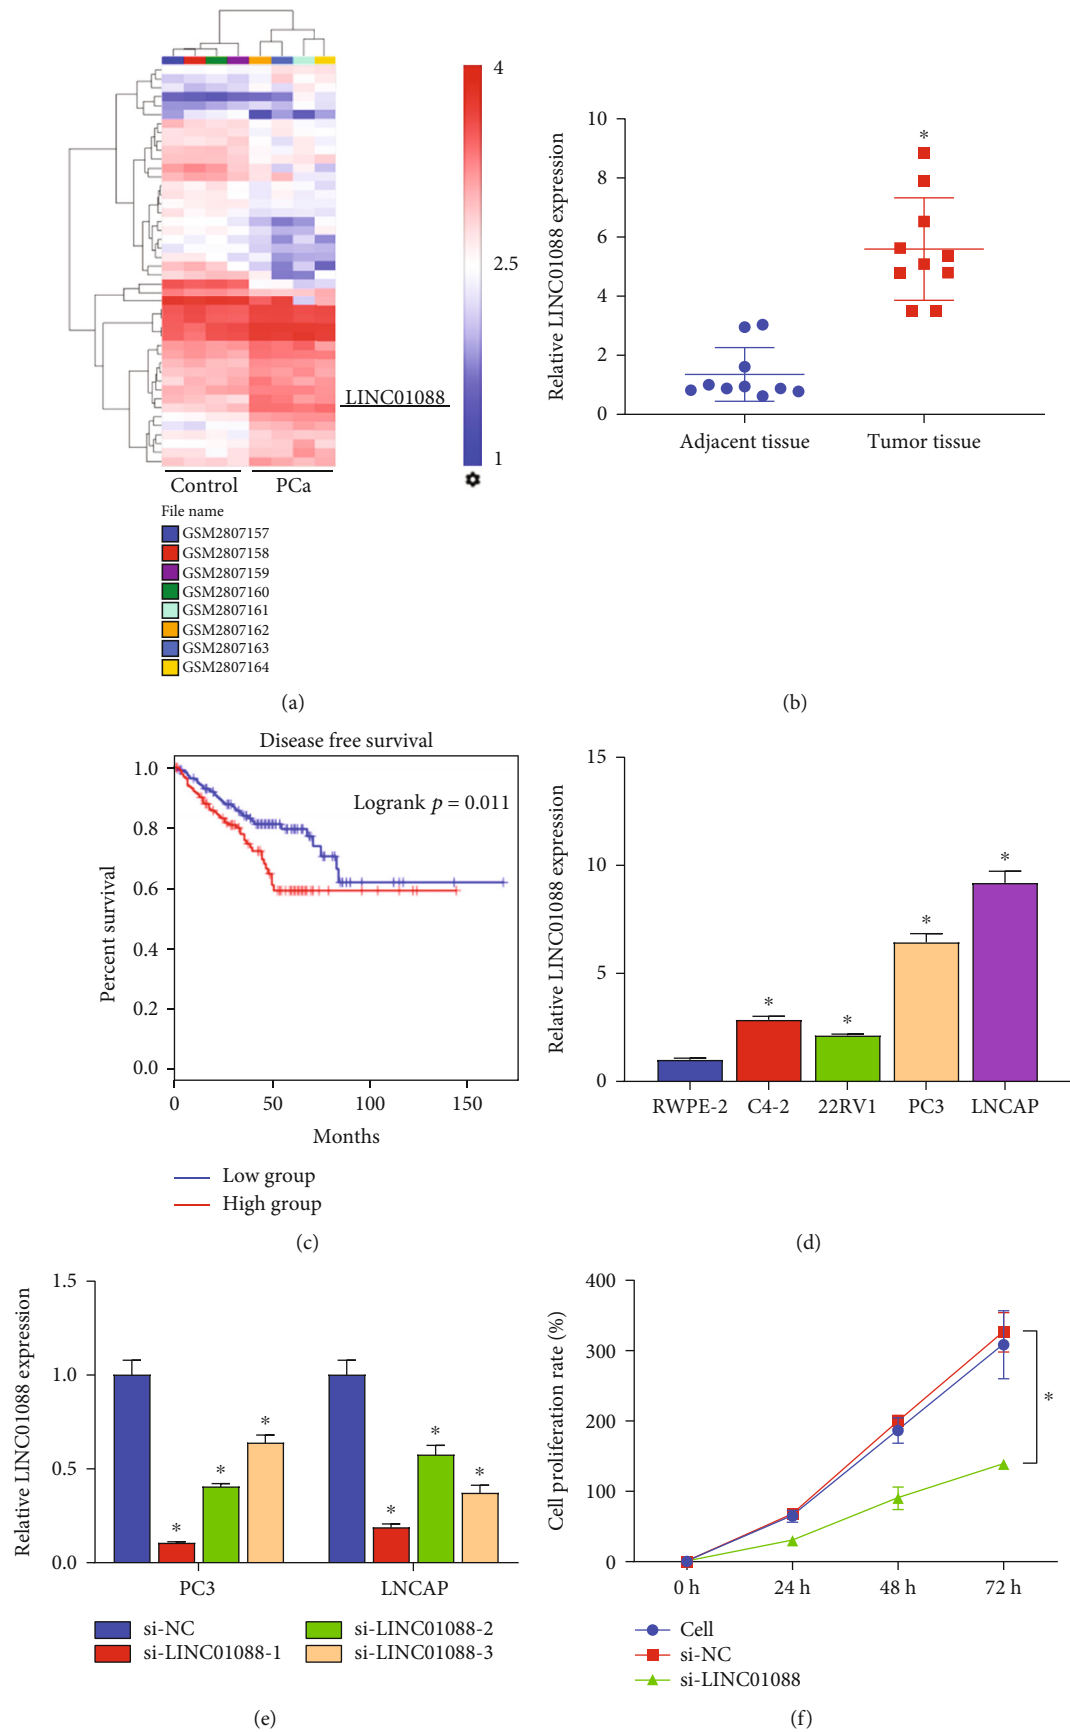 4
2.5
1
LINC01088
Control PCa
File name
GSM2807157
GSM2807158
GSM2807159
GSM2807160
GSM2807161
GSM2807162
GSM2807163
GSM2807164
(a)
Relative LINC01088 expression
10
8
6
4
2
0
*
Adjacent tissue Tumor tissue
(b)
Disease free survival
Logrank p = 0.011
Percent survival
1.0
0.8
0.6
0.4
0.2
0.0
0 50 100 150
Months
Low group
High group
(c)
Relative LINC01088 expression
15
10
5
0
* * * *
RWPE-2 C4-2 22RV1 PC3 LNCAP
(d)
Relative LINC01088 expression
1.5
1.0
0.5
0.0
* * * * * *
PC3 LNCAP
si-NC si-LINC01088-2
si-LINC01088-1 si-LINC01088-3
(e)
Cell proliferation rate (%)
400
300
200
100
0
*
0 h 24 h 48 h 72 h
Cell
si-NC
si-LINC01088
(f)